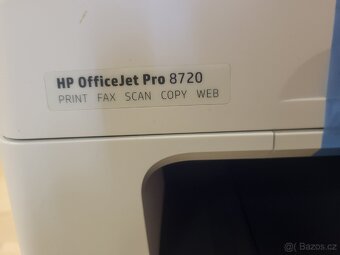 HP OfficeJet Pro 8720
PRINT FAX SCAN COPY WEB
Bazos.cz